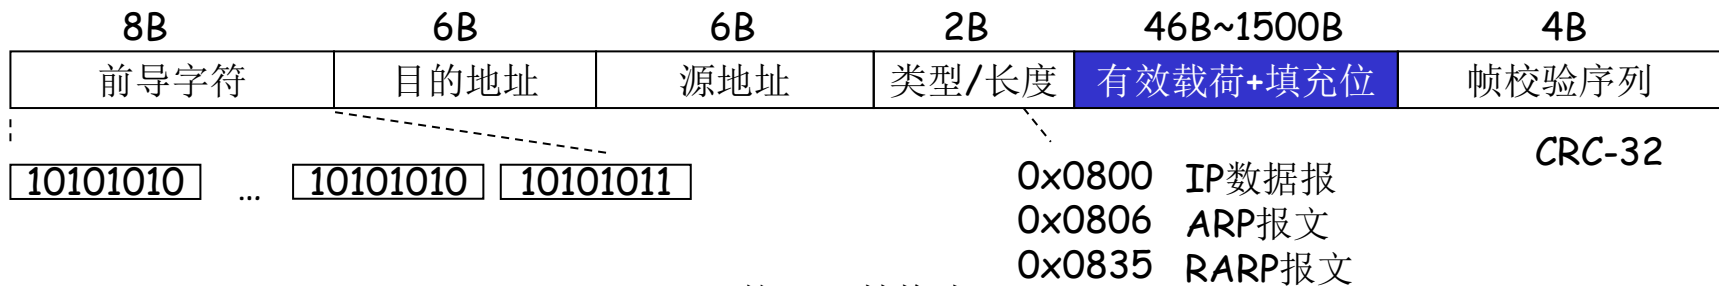 8B 6B 6B 2B 46B~1500B 4B
前导字符 目的地址 源地址 类型/长度 有效载荷+填充位 帧校验序列
CRC-32
10101010 ... 10101010 10101011
0x0800 IP数据报
0x0806 ARP报文
0x0835 RARP报文